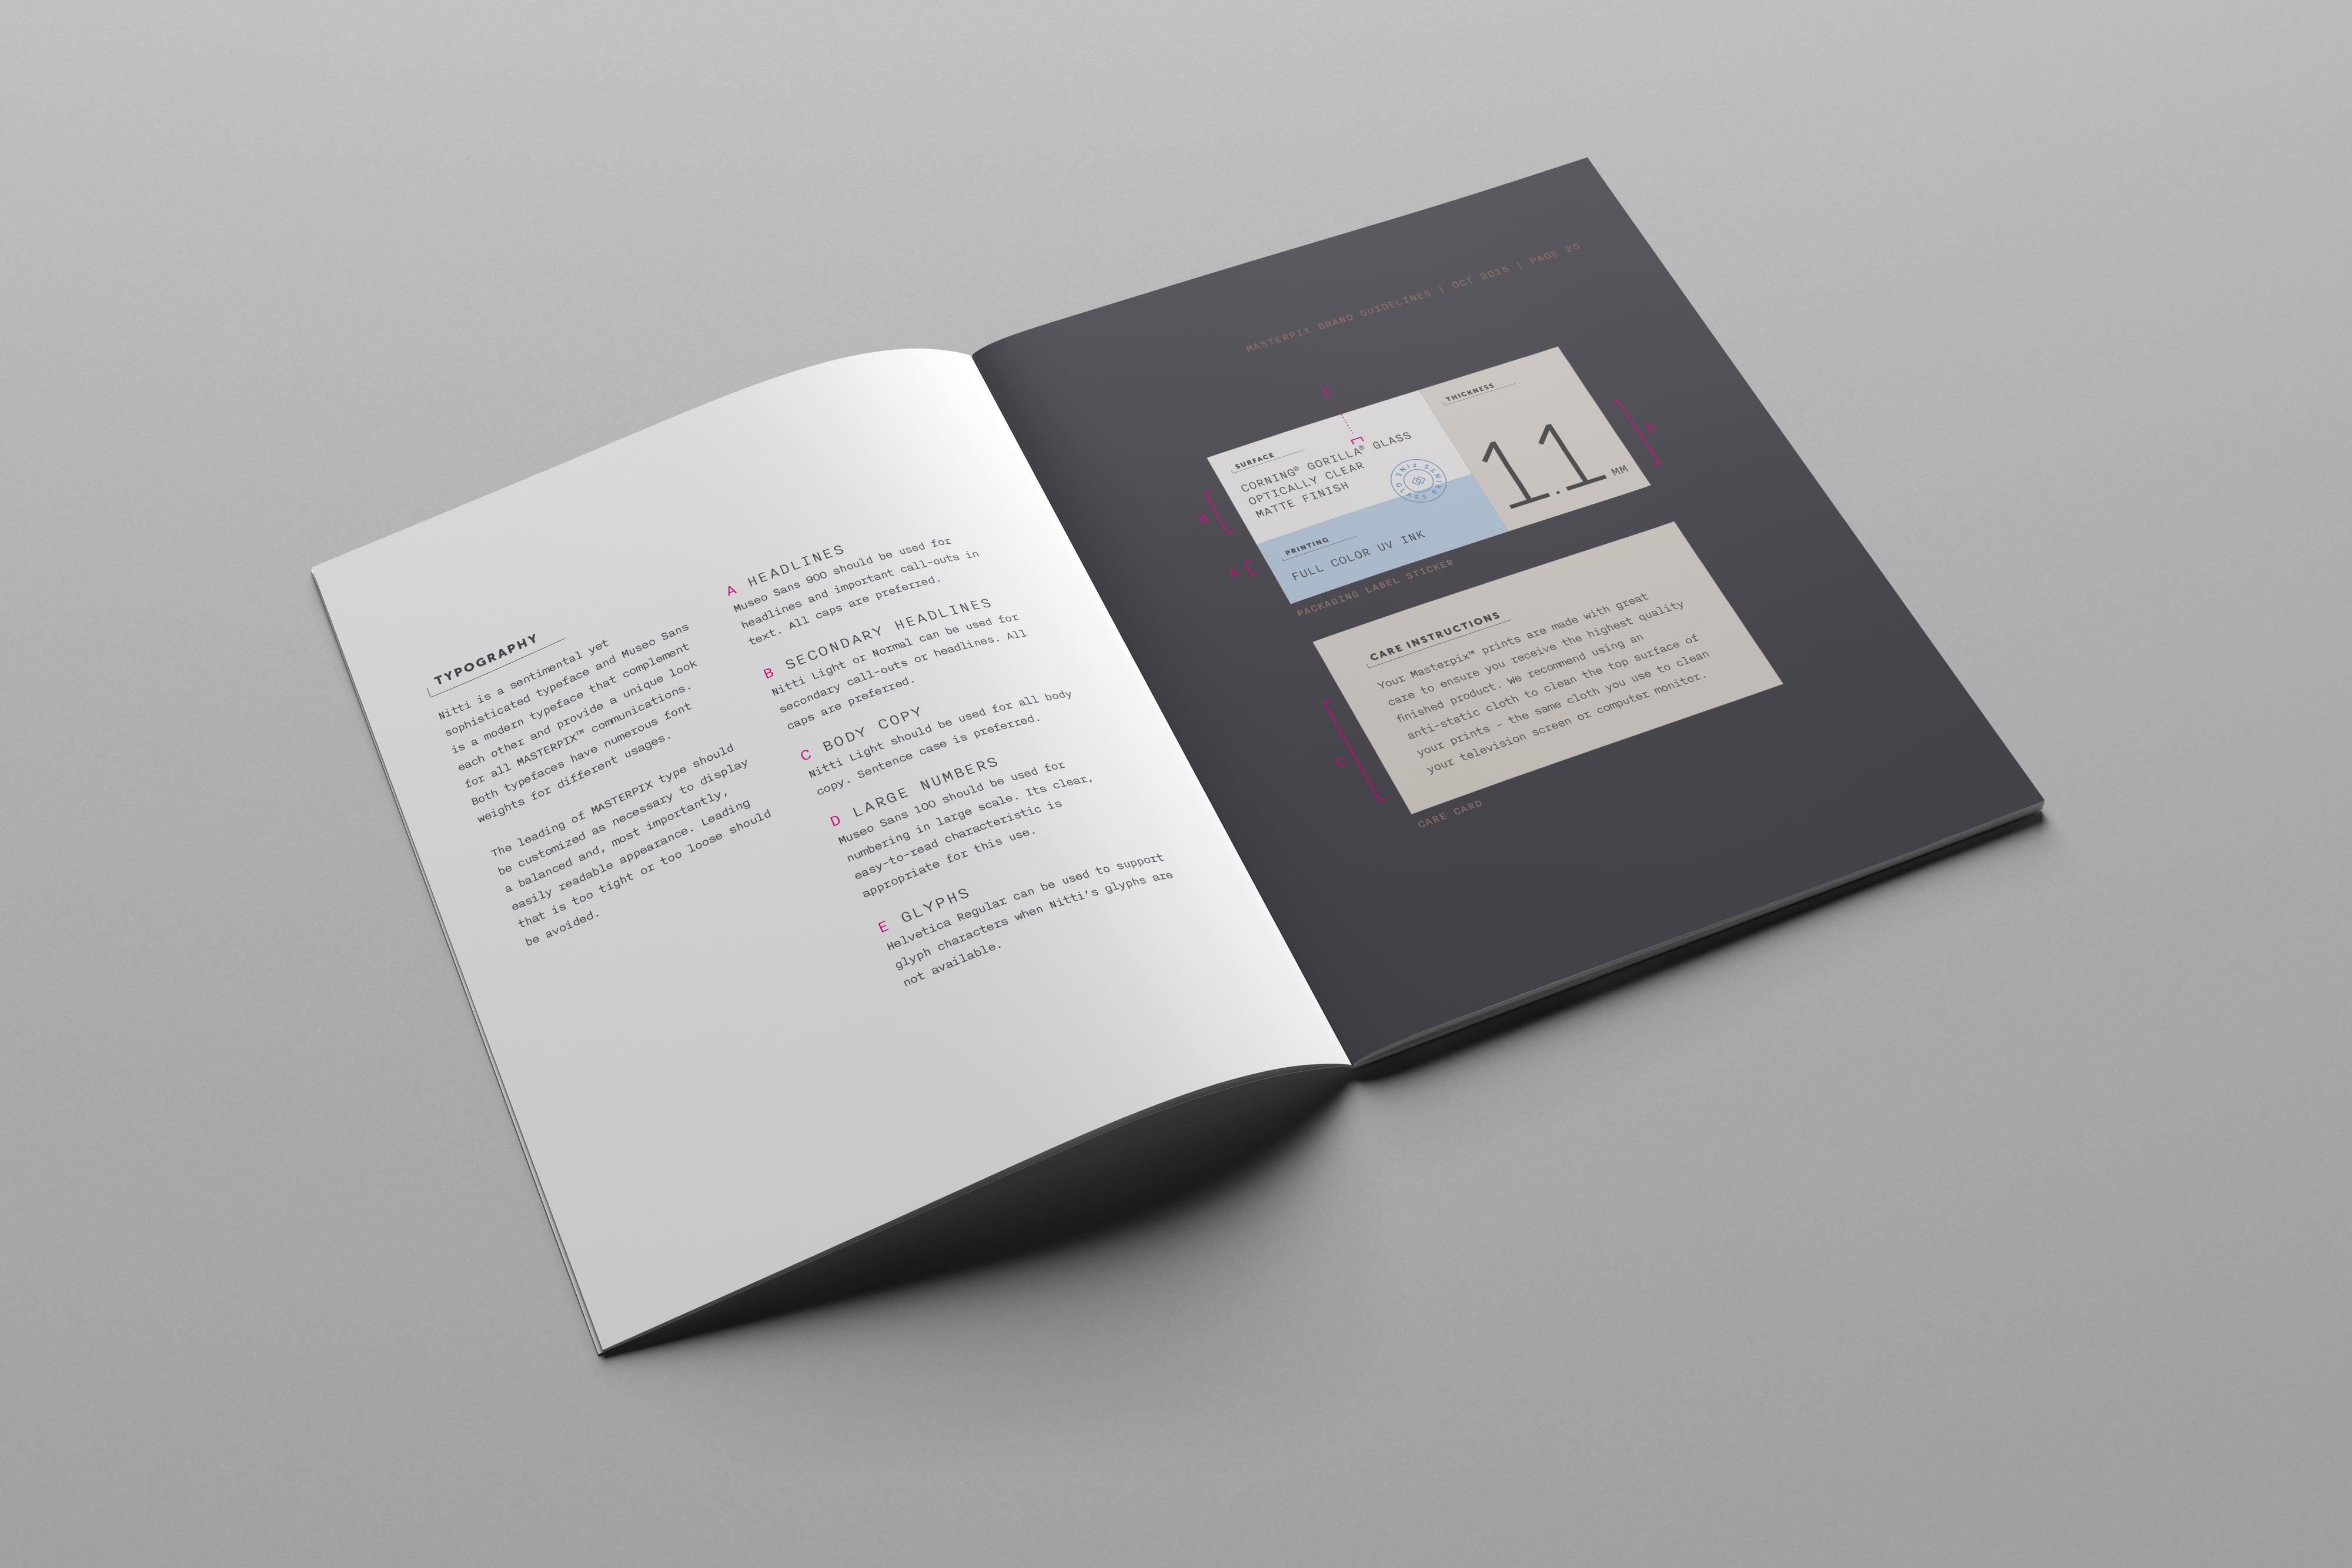 TYPOGRAPHY
Nitti is a sentimental yet
sophisticated typeface and Museo Sans
is a modern typeface that complement
each other and provide a unique look
for all MASTERPIX™ communications.
Both typefaces have numerous font
weights for different usages.
The leading of MASTERPIX type should
be customized as necessary to display
a balanced and, most importantly,
easily readable appearance. Leading
that is too tight or too loose should
be avoided.
A HEADLINES
Museo Sans 900 should be used for
headlines and important call-outs in
text. All caps are preferred.
B SECONDARY HEADLINES
Nitti Light or Normal can be used for
secondary call-outs or headlines. All
caps are preferred.
C BODY COPY
Nitti Light should be used for all body
copy. Sentence case is preferred.
D LARGE NUMBERS
Museo Sans 100 should be used for
numbering in large scale. Its clear,
easy-to-read characteristic is
appropriate for this use.
E GLYPHS
Helvetica Regular can be used to support
glyph characters when Nitti's glyphs are
not available.
MASTERPIX BRAND GUIDELINES | OCT 2015 | PAGE 25
E
SURFACE
CORNING® GORILLA® GLASS
OPTICALLY CLEAR
MATTE FINISH
B
THICKNESS
1.1 MM
D
PRINTING
FULL COLOR UV INK
A
PACKAGING LABEL STICKER
CARE INSTRUCTIONS
Your Masterpix™ prints are made with great
care to ensure you receive the highest quality
finished product. We recommend using an
anti-static cloth to clean the top surface of
your prints – the same cloth you use to clean
your television screen or computer monitor.
C
CARE CARD